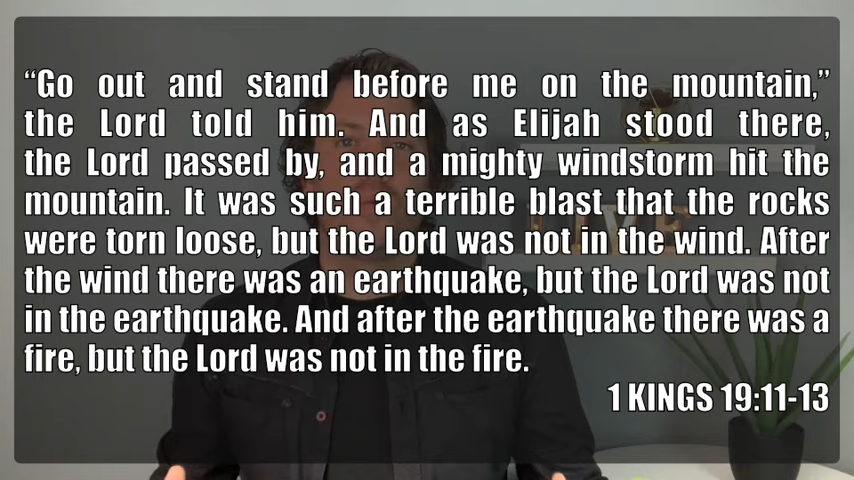 “Go out and stand before me on the mountain,”
the Lord told him. And as Elijah stood there,
the Lord passed by, and a mighty windstorm hit the
mountain. It was such a terrible blast that the rocks
were torn loose, but the Lord was not in the wind. After
the wind there was an earthquake, but the Lord was not
in the earthquake. And after the earthquake there was a
fire, but the Lord was not in the fire.
1 KINGS 19:11-13